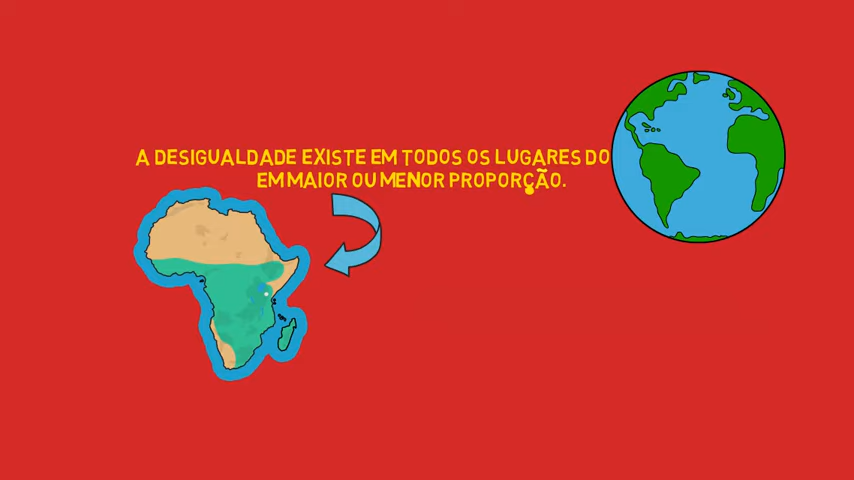 A DESIGUALDADE EXISTE EM TODOS OS LUGARES DO
EM MAIOR OU MENOR PROPORÇÃO.